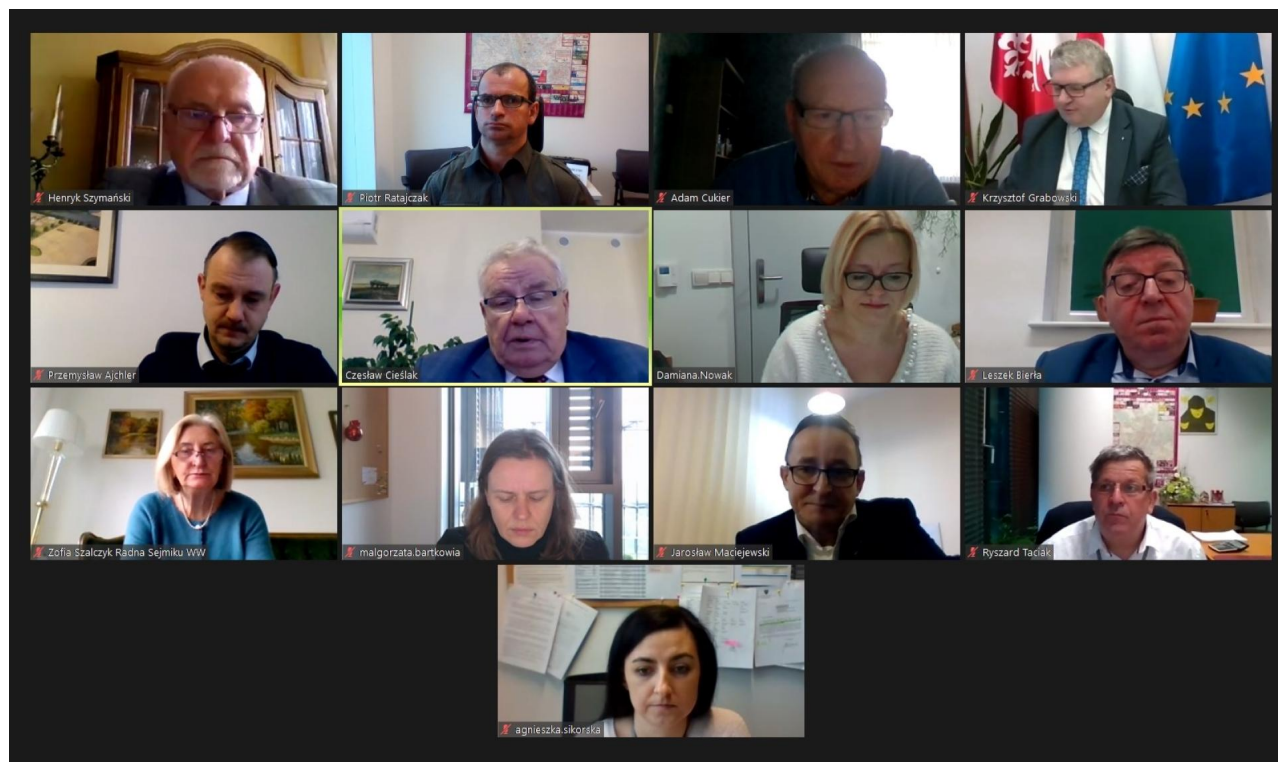 Henryk Szymański
Piotr Ratajczak
Adam Cukier
Krzysztof Grabowski
Przemysław Ajchler
Czesław Cieślak
Damiana.Nowak
Leszek Bierła
Zofia Szalczyk Radna Sejmiku WW
malgorzata.bartkowia
Jarosław Maciejewski
Ryszard Taciak
agnieszka.sikorska